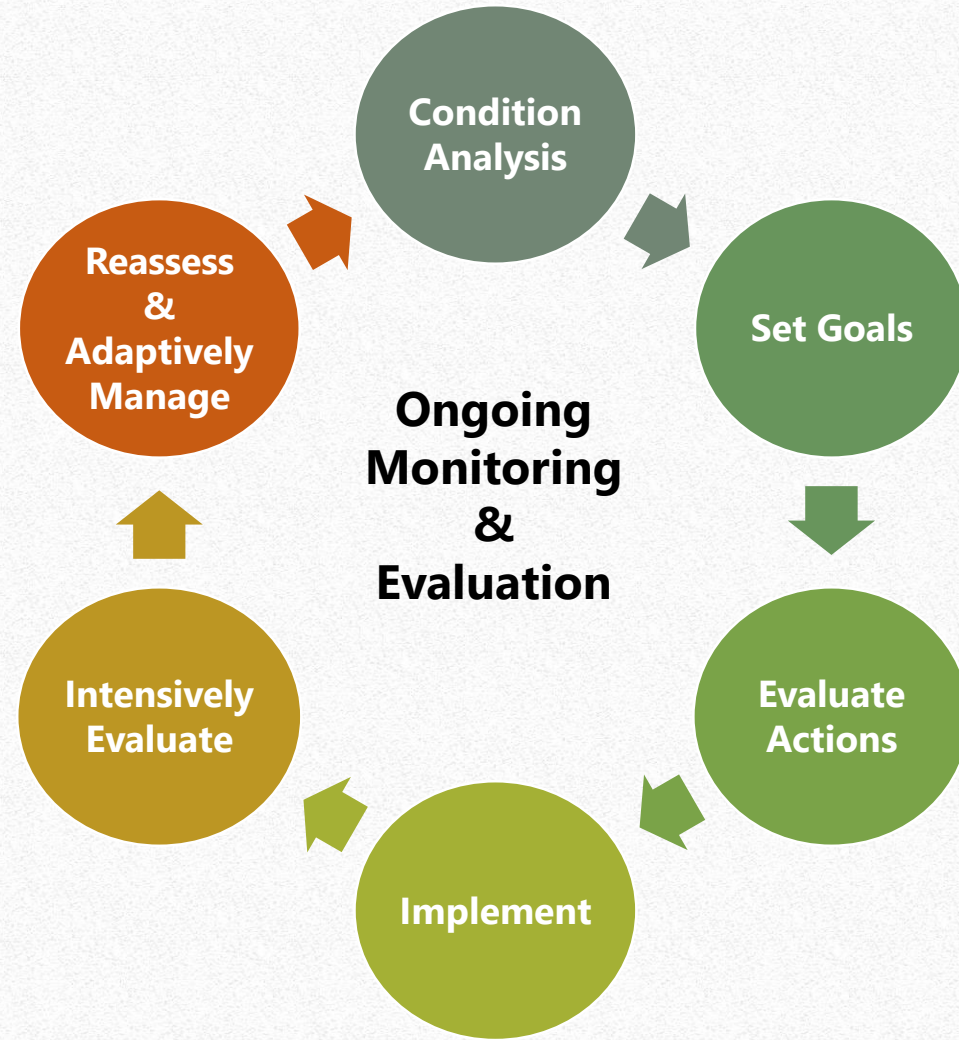 Condition
Analysis
Set Goals
Evaluate
Actions
Implement
Intensively
Evaluate
Reassess
&
Adaptively
Manage
Ongoing
Monitoring
&
Evaluation